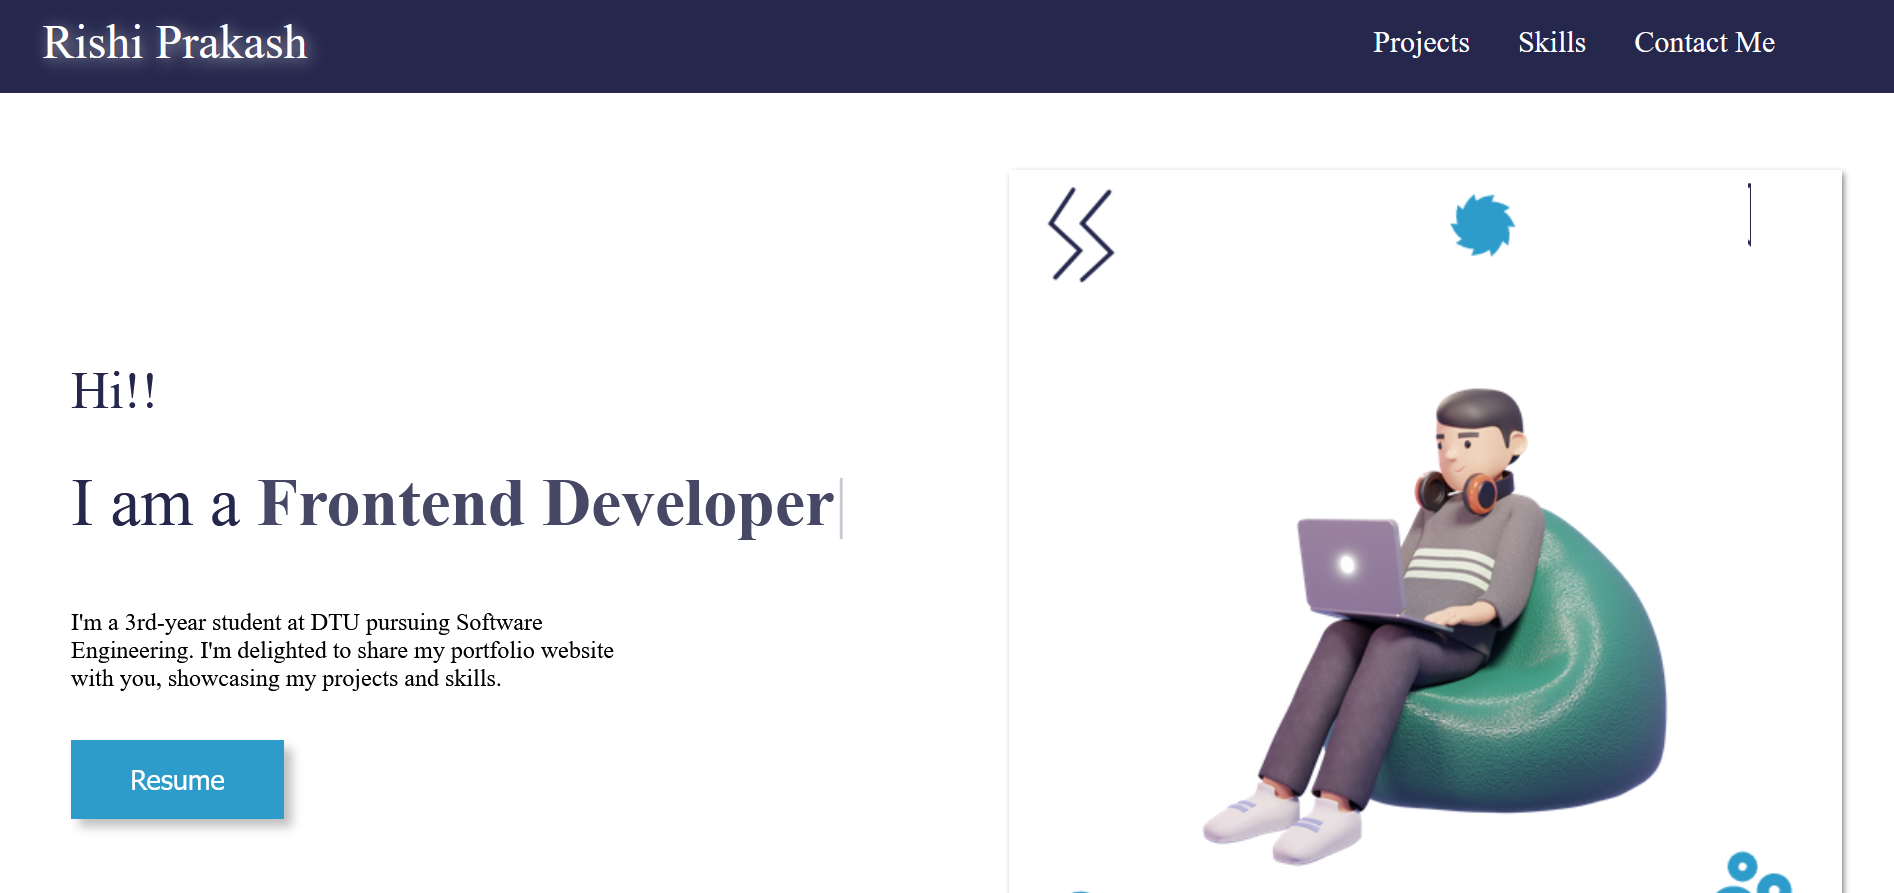 Rishi Prakash
Projects Skills Contact Me
Hi!!
I am a Frontend Developer
I'm a 3rd-year student at DTU pursuing Software
Engineering. I'm delighted to share my portfolio website
with you, showcasing my projects and skills.
Resume